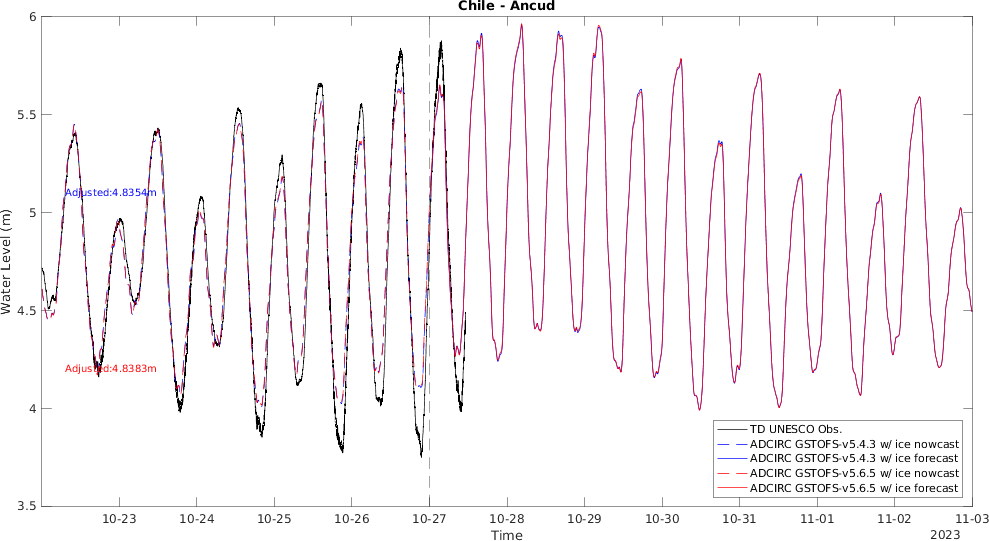 Chile - Ancud
6
5.5
5
4.5
4
3.5
Water Level (m)
Adjusted:4.8354m
Adjusted:4.8383m
TD UNESCO Obs.
ADCIRC GSTOFS-v5.4.3 w/ ice nowcast
ADCIRC GSTOFS-v5.4.3 w/ ice forecast
ADCIRC GSTOFS-v5.6.5 w/ ice nowcast
ADCIRC GSTOFS-v5.6.5 w/ ice forecast
10-23 10-24 10-25 10-26 10-27 10-28 10-29 10-30 10-31 11-01 11-02 11-03
Time
2023